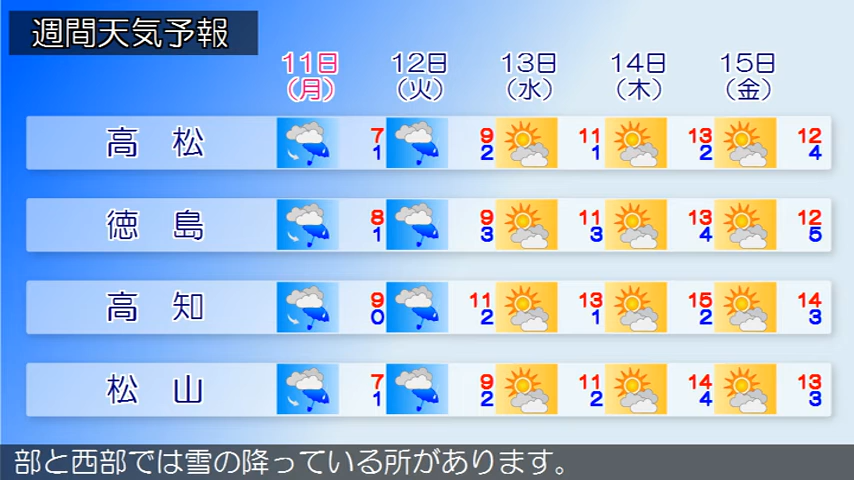 週間天気予報
11日 12日 13日 14日 15日
(月) (火) (水) (木) (金)
高松 7 9 11 13 12
1 2 1 2 4
徳島 8 9 11 13 12
1 3 3 4 5
高知 9 11 13 15 14
0 2 1 2 3
松山 7 9 11 14 13
1 2 2 4 3
部と西部では雪の降っている所があります。